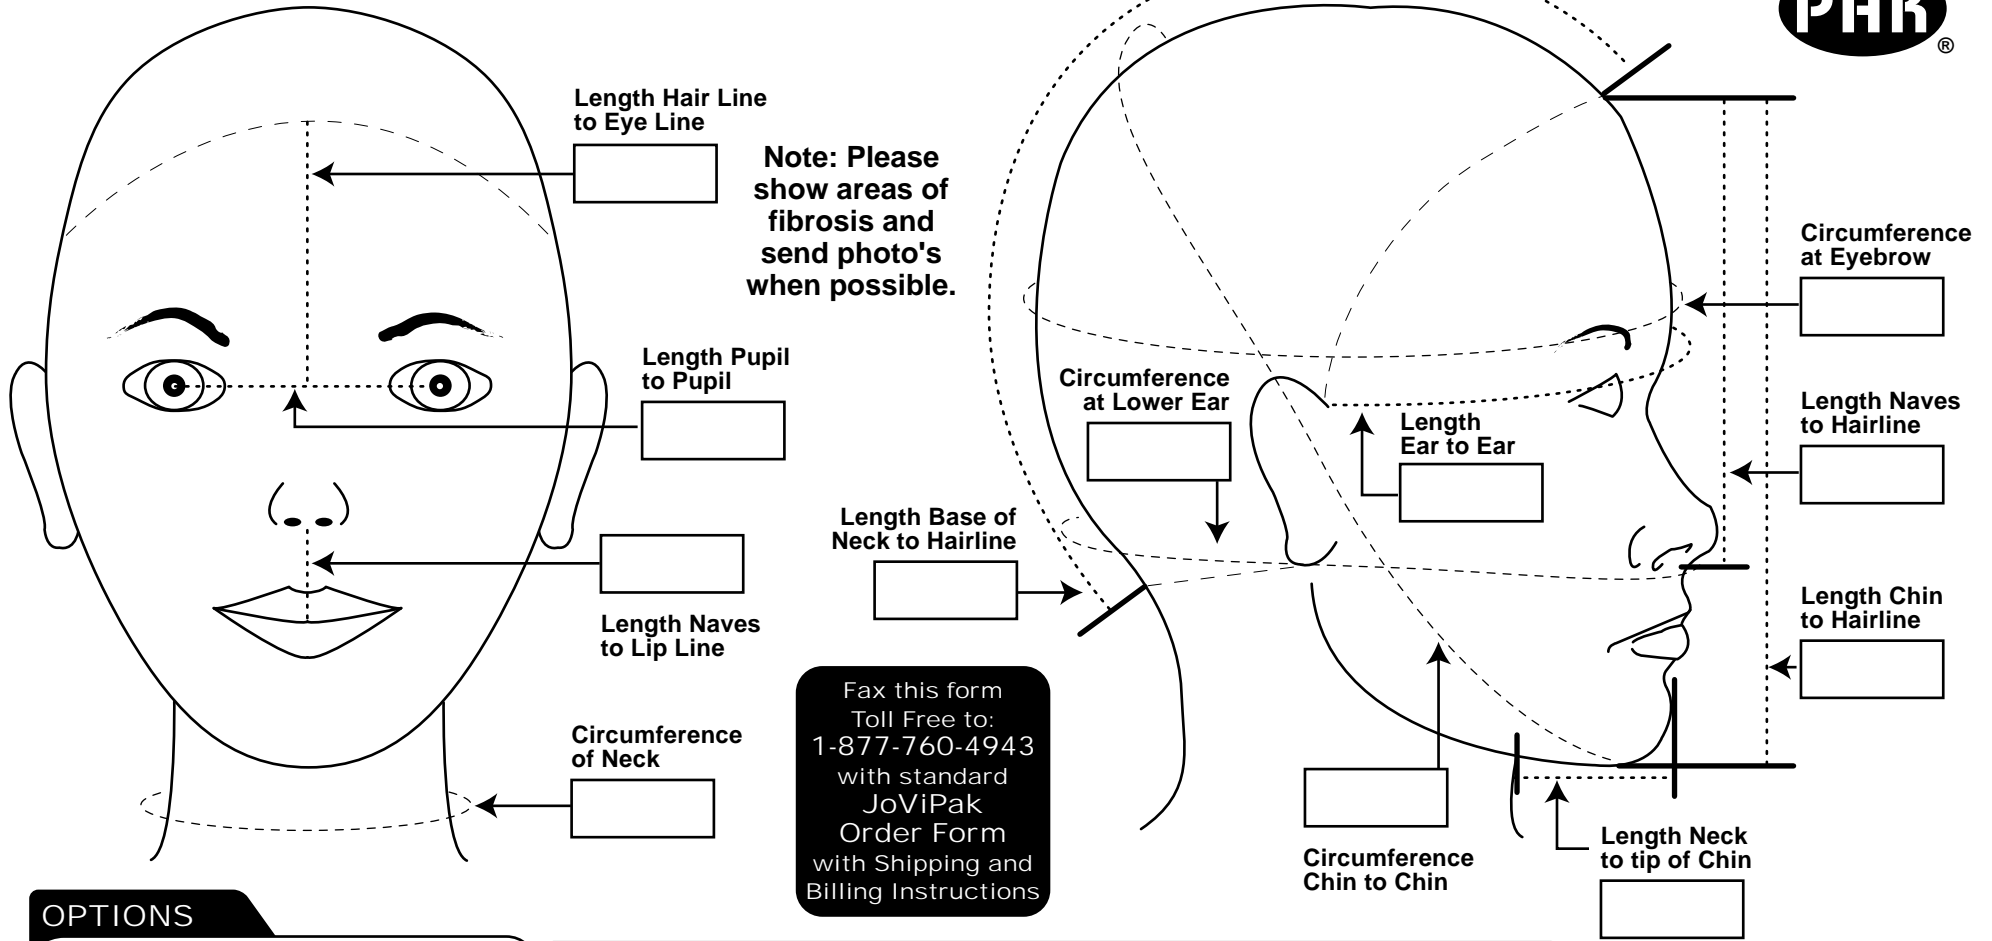 PAK
®
Length Hair Line
to Eye Line
Note: Please
show areas of
fibrosis and
send photo's
when possible.
Length Pupil
to Pupil
Length Naves
to Lip Line
Circumference
of Neck
Circumference
at Eyebrow
Circumference
at Lower Ear
Length
Ear to Ear
Length Naves
to Hairline
Length Base of
Neck to Hairline
Length Chin
to Hairline
Fax this form
Toll Free to:
1-877-760-4943
with standard
JoViPak
Order Form
with Shipping and
Billing Instructions
Circumference
Chin to Chin
Length Neck
to tip of Chin
OPTIONS